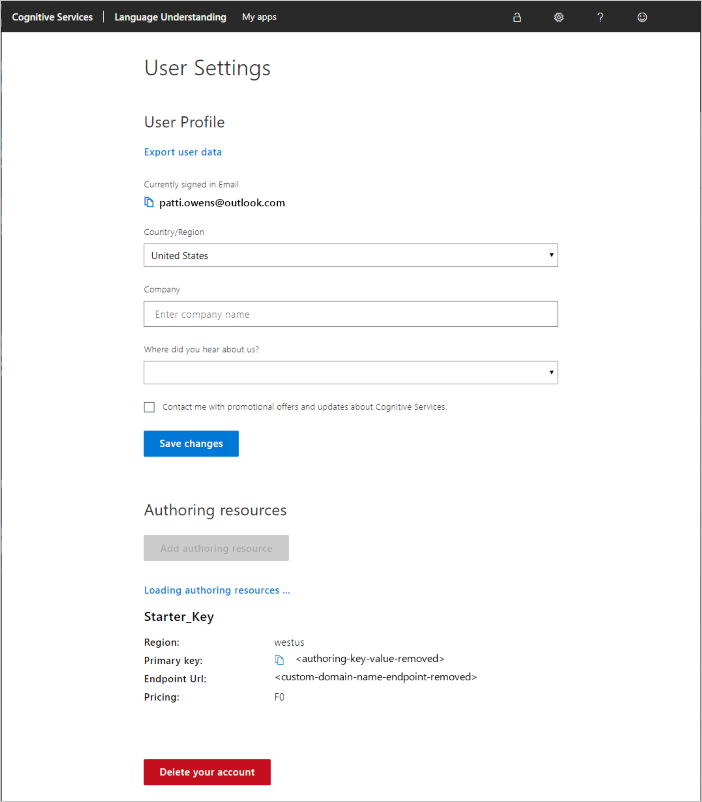 Cognitive Services | Language Understanding My apps ?
User Settings
User Profile
Export user data
Currently signed in Email
patti.owens@outlook.com
Country/Region
United States
Company
Enter company name
Where did you hear about us?
Contact me with promotional offers and updates about Cognitive Services.
Save changes
Authoring resources
Add authoring resource
Loading authoring resources ...
Starter_Key
Region: westus
Primary key: <authoring-key-value-removed>
Endpoint Url: <custom-domain-name-endpoint-removed>
Pricing: F0
Delete your account